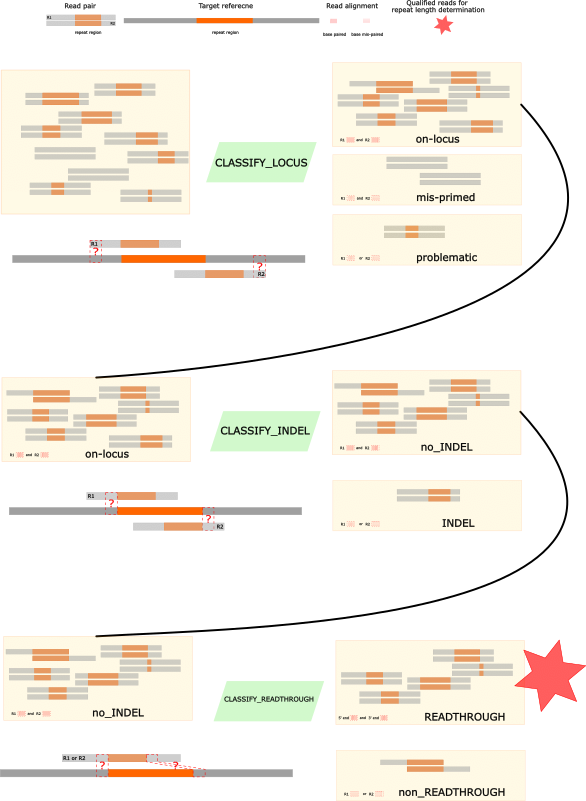 Read pair
Target referecne
Read alignment
Qualified reads for
repeat length determination
R1
R2
repeat region
repeat region
base paired
base mis-paired
CLASSIFY_LOCUS
R1 and R2
on-locus
mis-primed
R1 and R2
problematic
R1 or R2
R1
?
?
R2
on-locus
R1 and R2
CLASSIFY_INDEL
no_INDEL
R1 and R2
INDEL
R1 or R2
R1
?
?
R2
no_INDEL
R1 and R2
CLASSIFY_READTHROUGH
READTHROUGH
5' end and 3' end
R1 or R2
?
?
non_READTHROUGH
R1 or R2